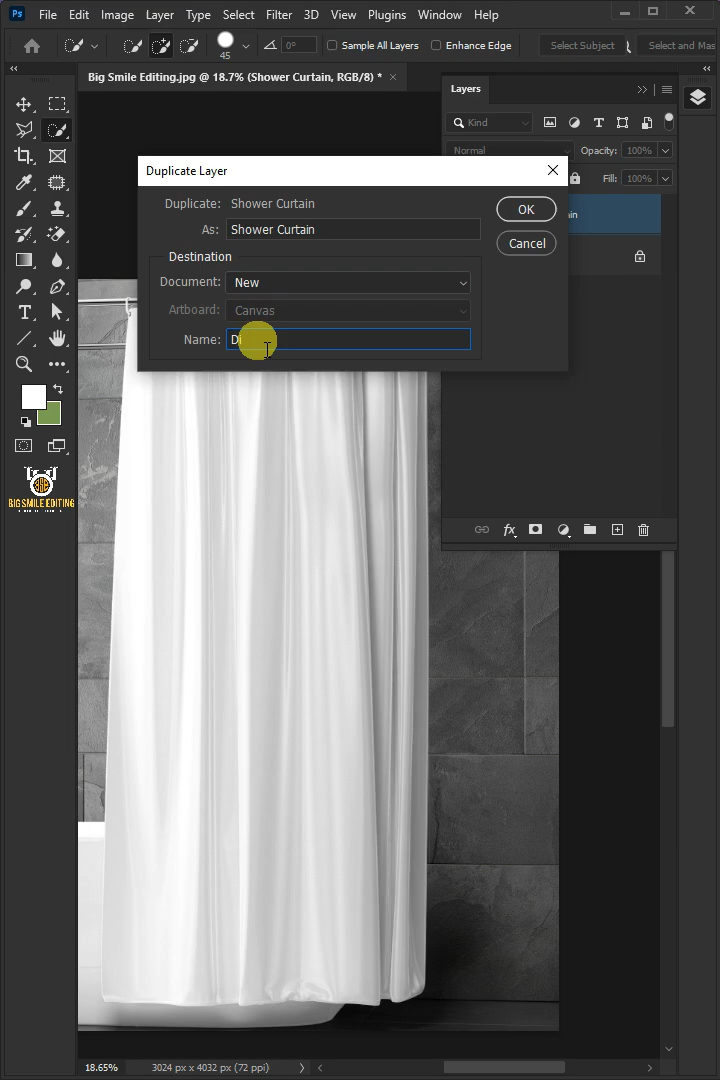 Ps File Edit Image Layer Type Select Filter 3D View Plugins Window Help
45 0° Sample All Layers Enhance Edge Select Subject Select and Mas
Big Smile Editing.jpg @ 18.7% (Shower Curtain, RGB/8) * ×
Layers
Kind
Normal Opacity: 100%
Fill: 100%
ain
Duplicate Layer
Duplicate: Shower Curtain
As: Shower Curtain
OK
Cancel
Destination
Document: New
Artboard: Canvas
Name: Di
BIG SMILE EDITING
fx
18.65% 3024 px x 4032 px (72 ppi)